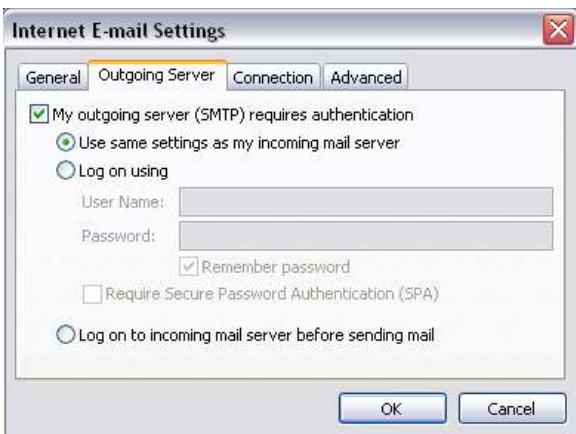 Internet E-mail Settings
General Outgoing Server Connection Advanced
My outgoing server (SMTP) requires authentication
Use same settings as my incoming mail server
Log on using
User Name:
Password:
Remember password
Require Secure Password Authentication (SPA)
Log on to incoming mail server before sending mail
OK Cancel